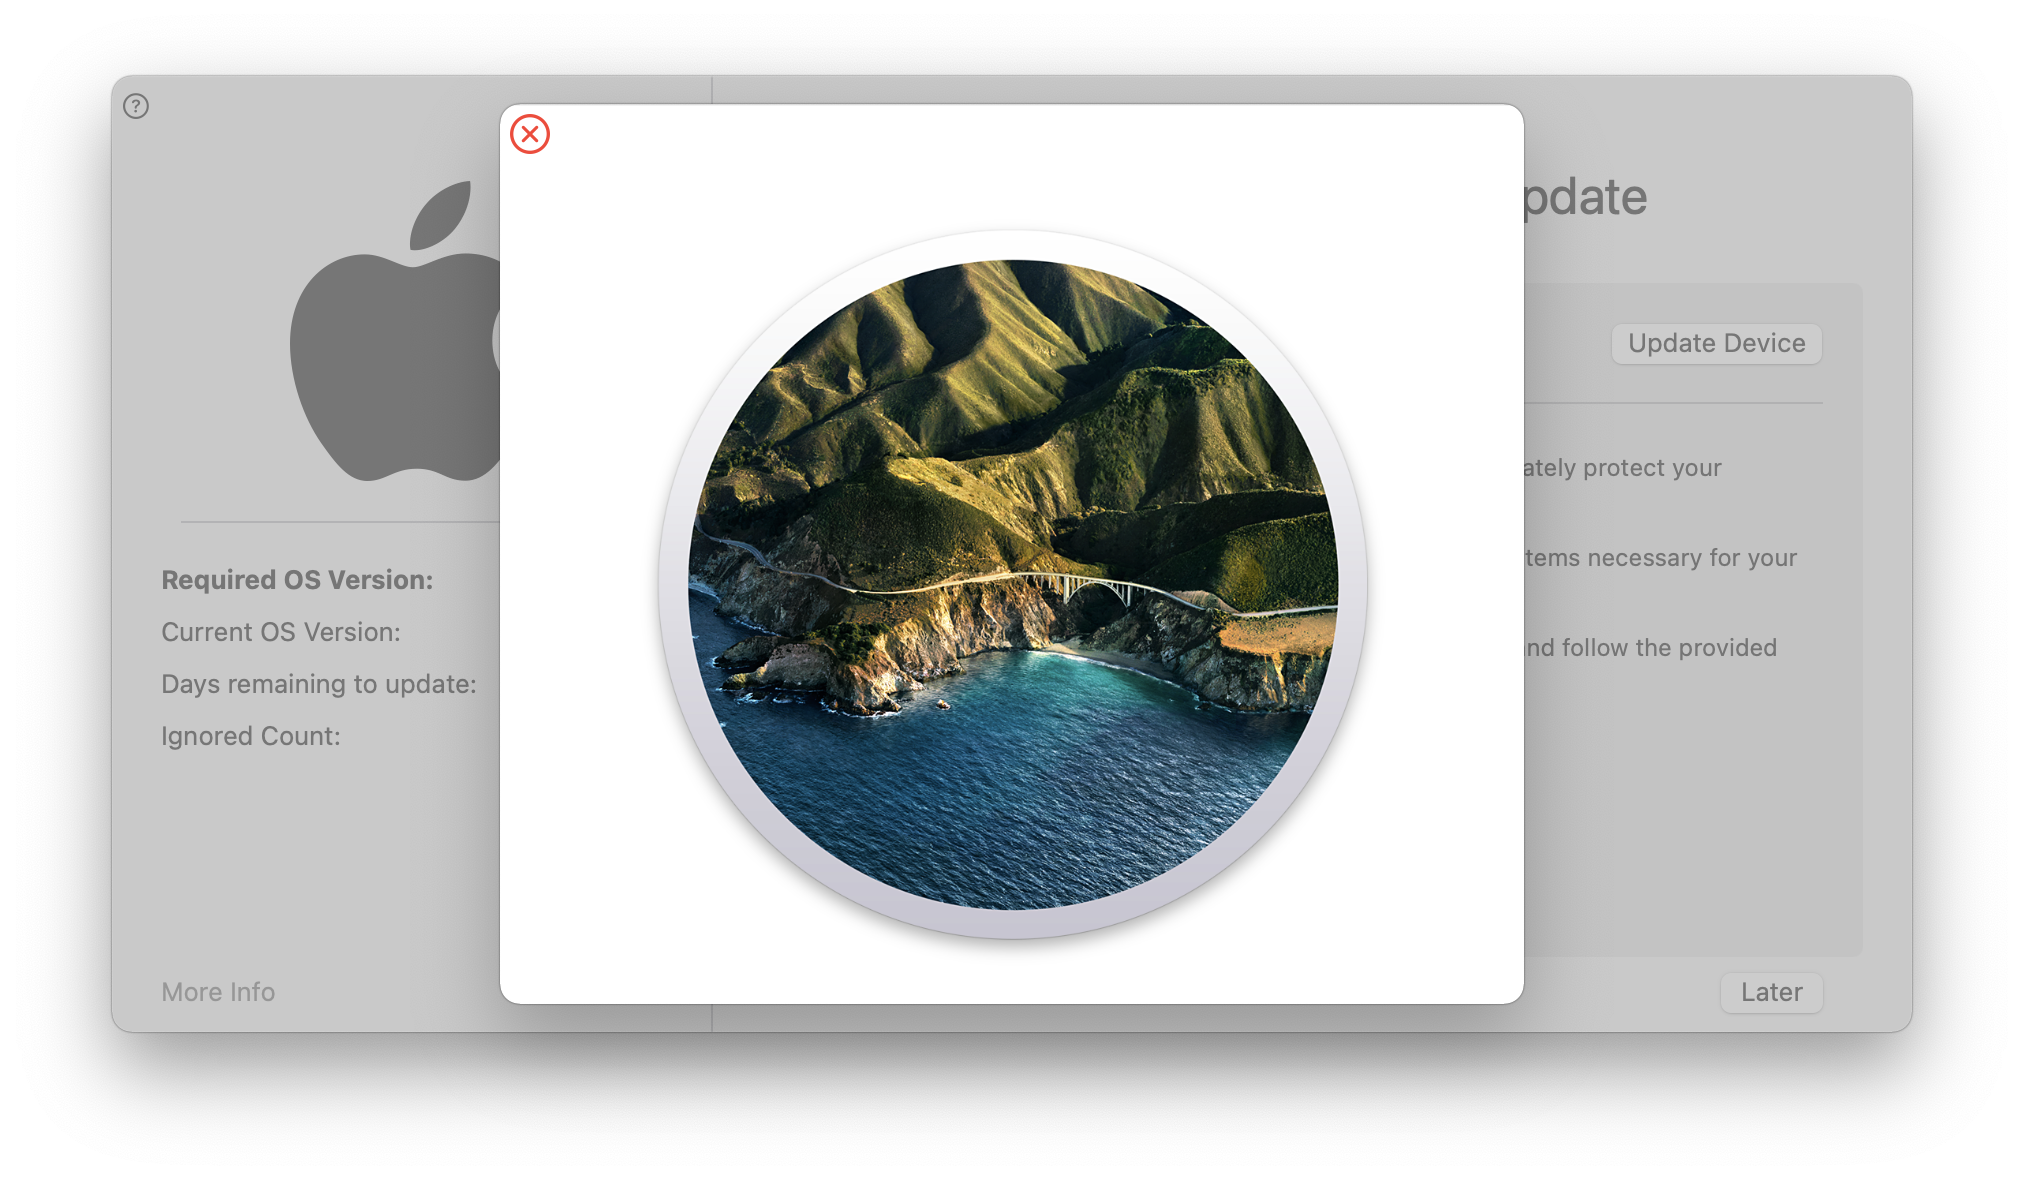 ?
pdate
Update Device
ately protect your
Required OS Version:
tems necessary for your
Current OS Version:
nd follow the provided
Days remaining to update:
Ignored Count:
More Info
Later